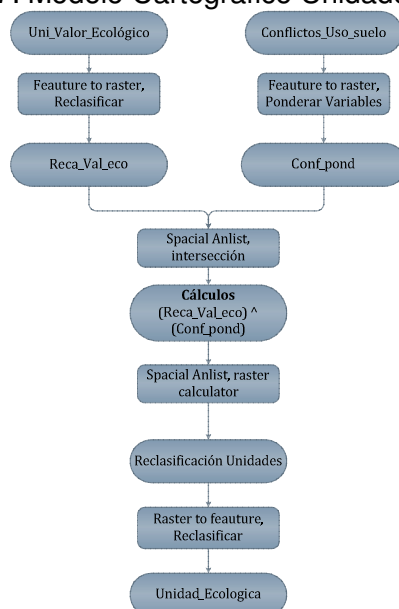 Modelo Cartográfico Unidades
Uni_Valor_Ecológico
Conflictos_Uso_suelo
Feauture to raster,
Reclasificar
Feauture to raster,
Ponderar Variables
Reca_Val_eco
Conf_pond
Spacial Anlist,
intersección
Cálculos
(Reca_Val_eco) ^
(Conf_pond)
Spacial Anlist, raster
calculator
Reclasificación Unidades
Raster to feauture,
Reclasificar
Unidad_Ecologica